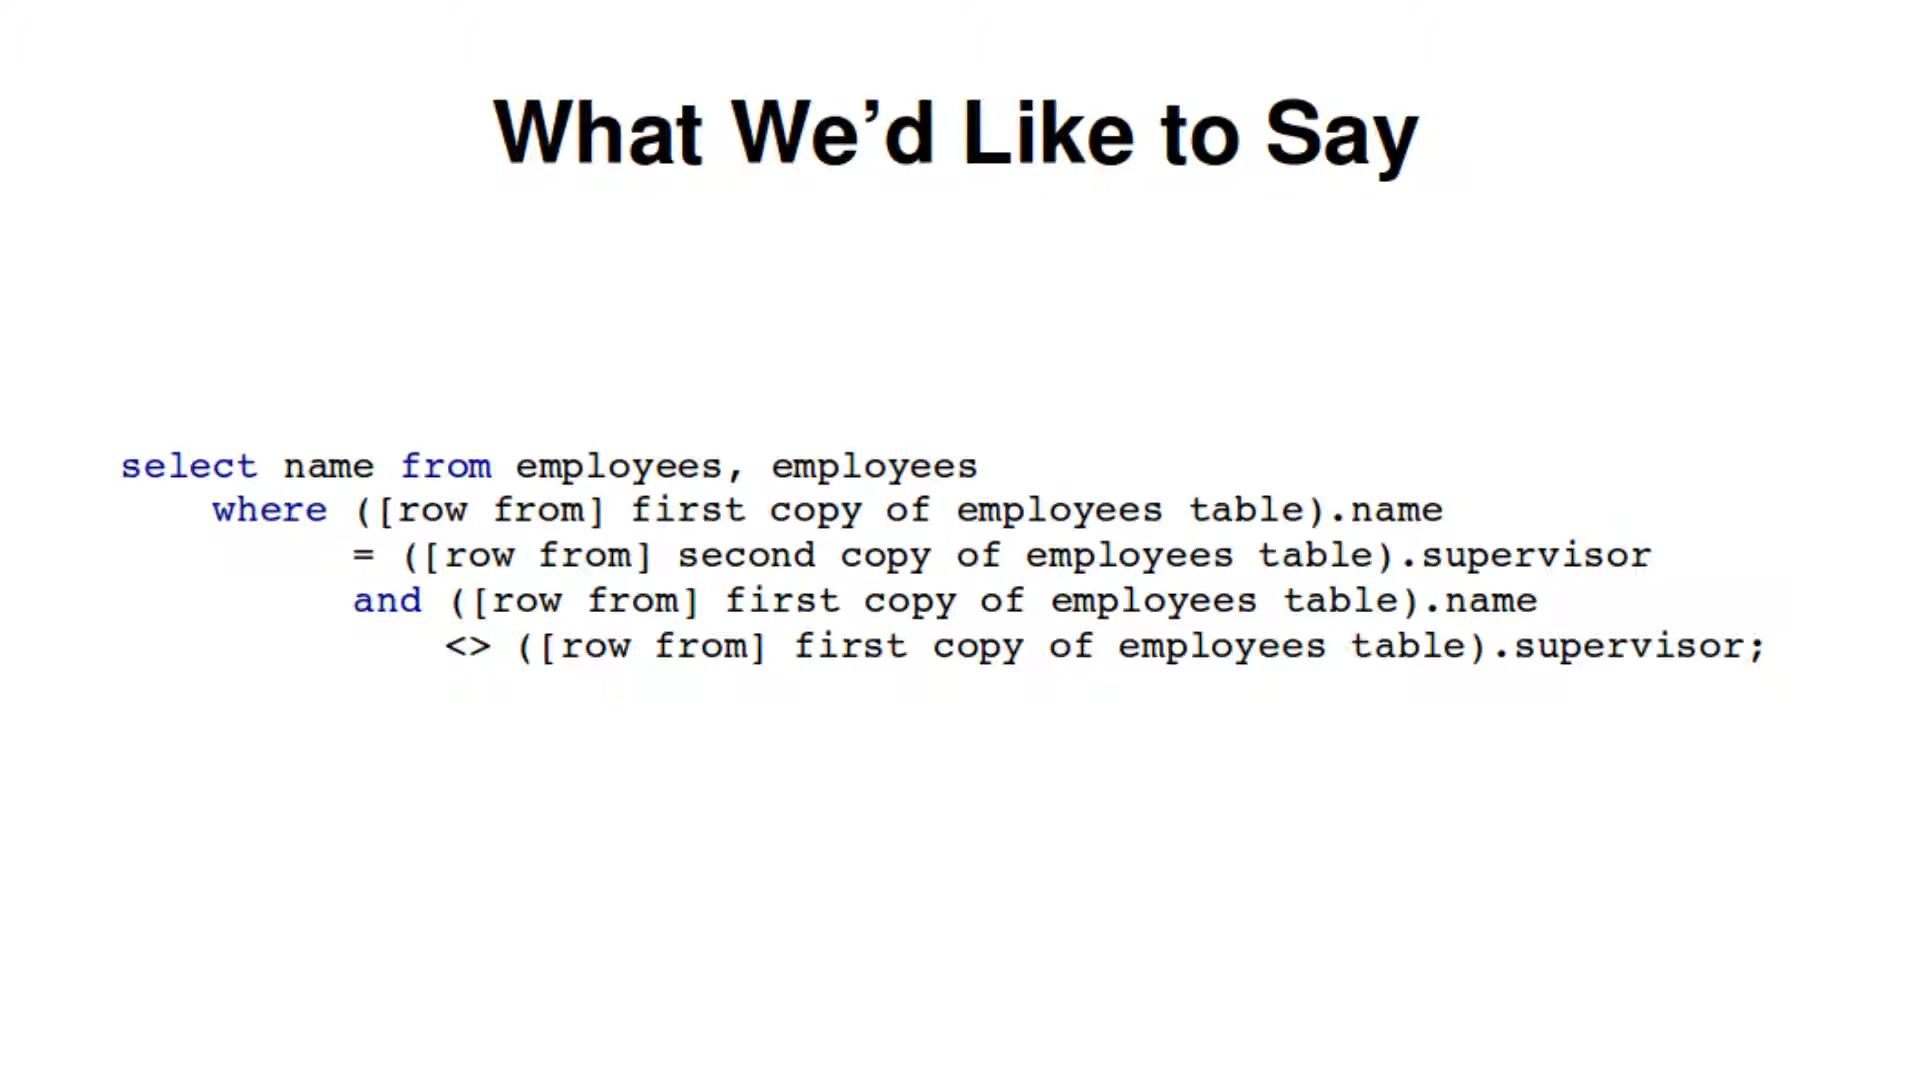 What We’d Like to Say
select name from employees, employees
where ([row from] first copy of employees table).name
= ([row from] second copy of employees table).supervisor
and ([row from] first copy of employees table).name
<> ([row from] first copy of employees table).supervisor;